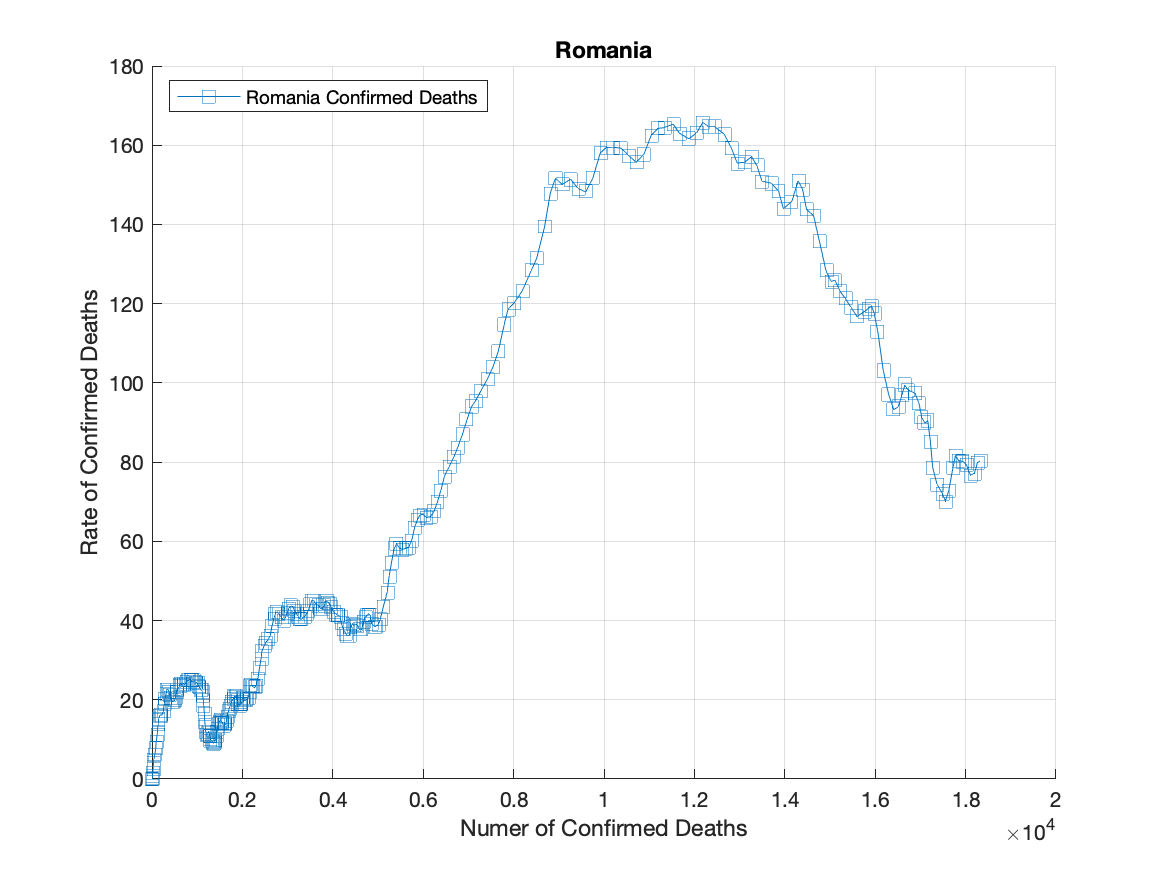 Romania
180
160
140
120
100
80
60
40
20
0
Romania Confirmed Deaths
Rate of Confirmed Deaths
0 0.2 0.4 0.6 0.8 1 1.2 1.4 1.6 1.8 2
Numer of Confirmed Deaths
×10⁴